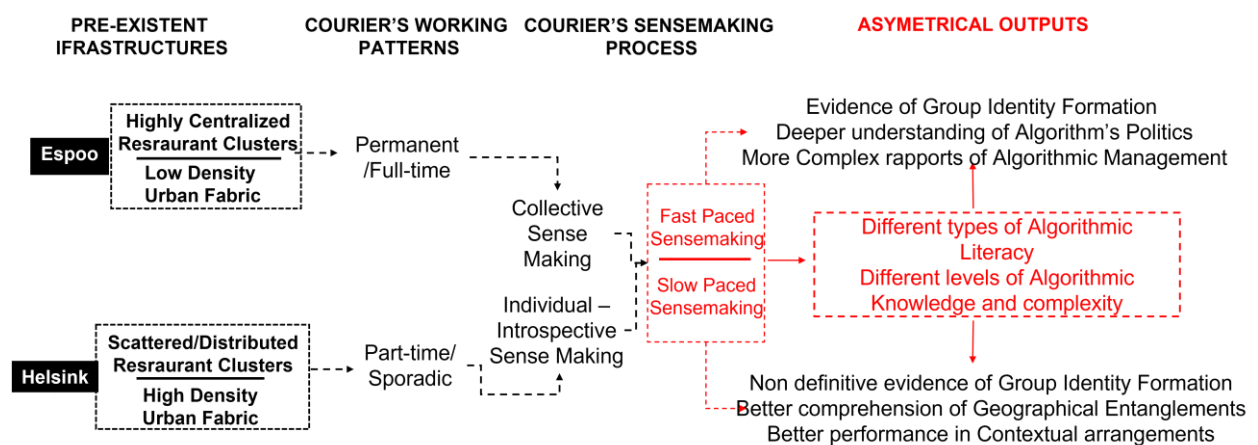 PRE-EXISTENT
IFRASTRUCTURES
COURIER'S WORKING
PATTERNS
COURIER'S SENSEMAKING
PROCESS
ASYMETRICAL OUTPUTS
Espoo
Highly Centralized
Resraurant Clusters
Low Density
Urban Fabric
Permanent
/Full-time
Collective
Sense
Making
Fast Paced
Sensemaking
Slow Paced
Sensemaking
Evidence of Group Identity Formation
Deeper understanding of Algorithm's Politics
More Complex rapports of Algorithmic Management
Different types of Algorithmic
Literacy
Different levels of Algorithmic
Knowledge and complexity
Helsink
Scattered/Distributed
Resraurant Clusters
High Density
Urban Fabric
Part-time/
Sporadic
Individual –
Introspective
Sense Making
Non definitive evidence of Group Identity Formation
Better comprehension of Geographical Entanglements
Better performance in Contextual arrangements